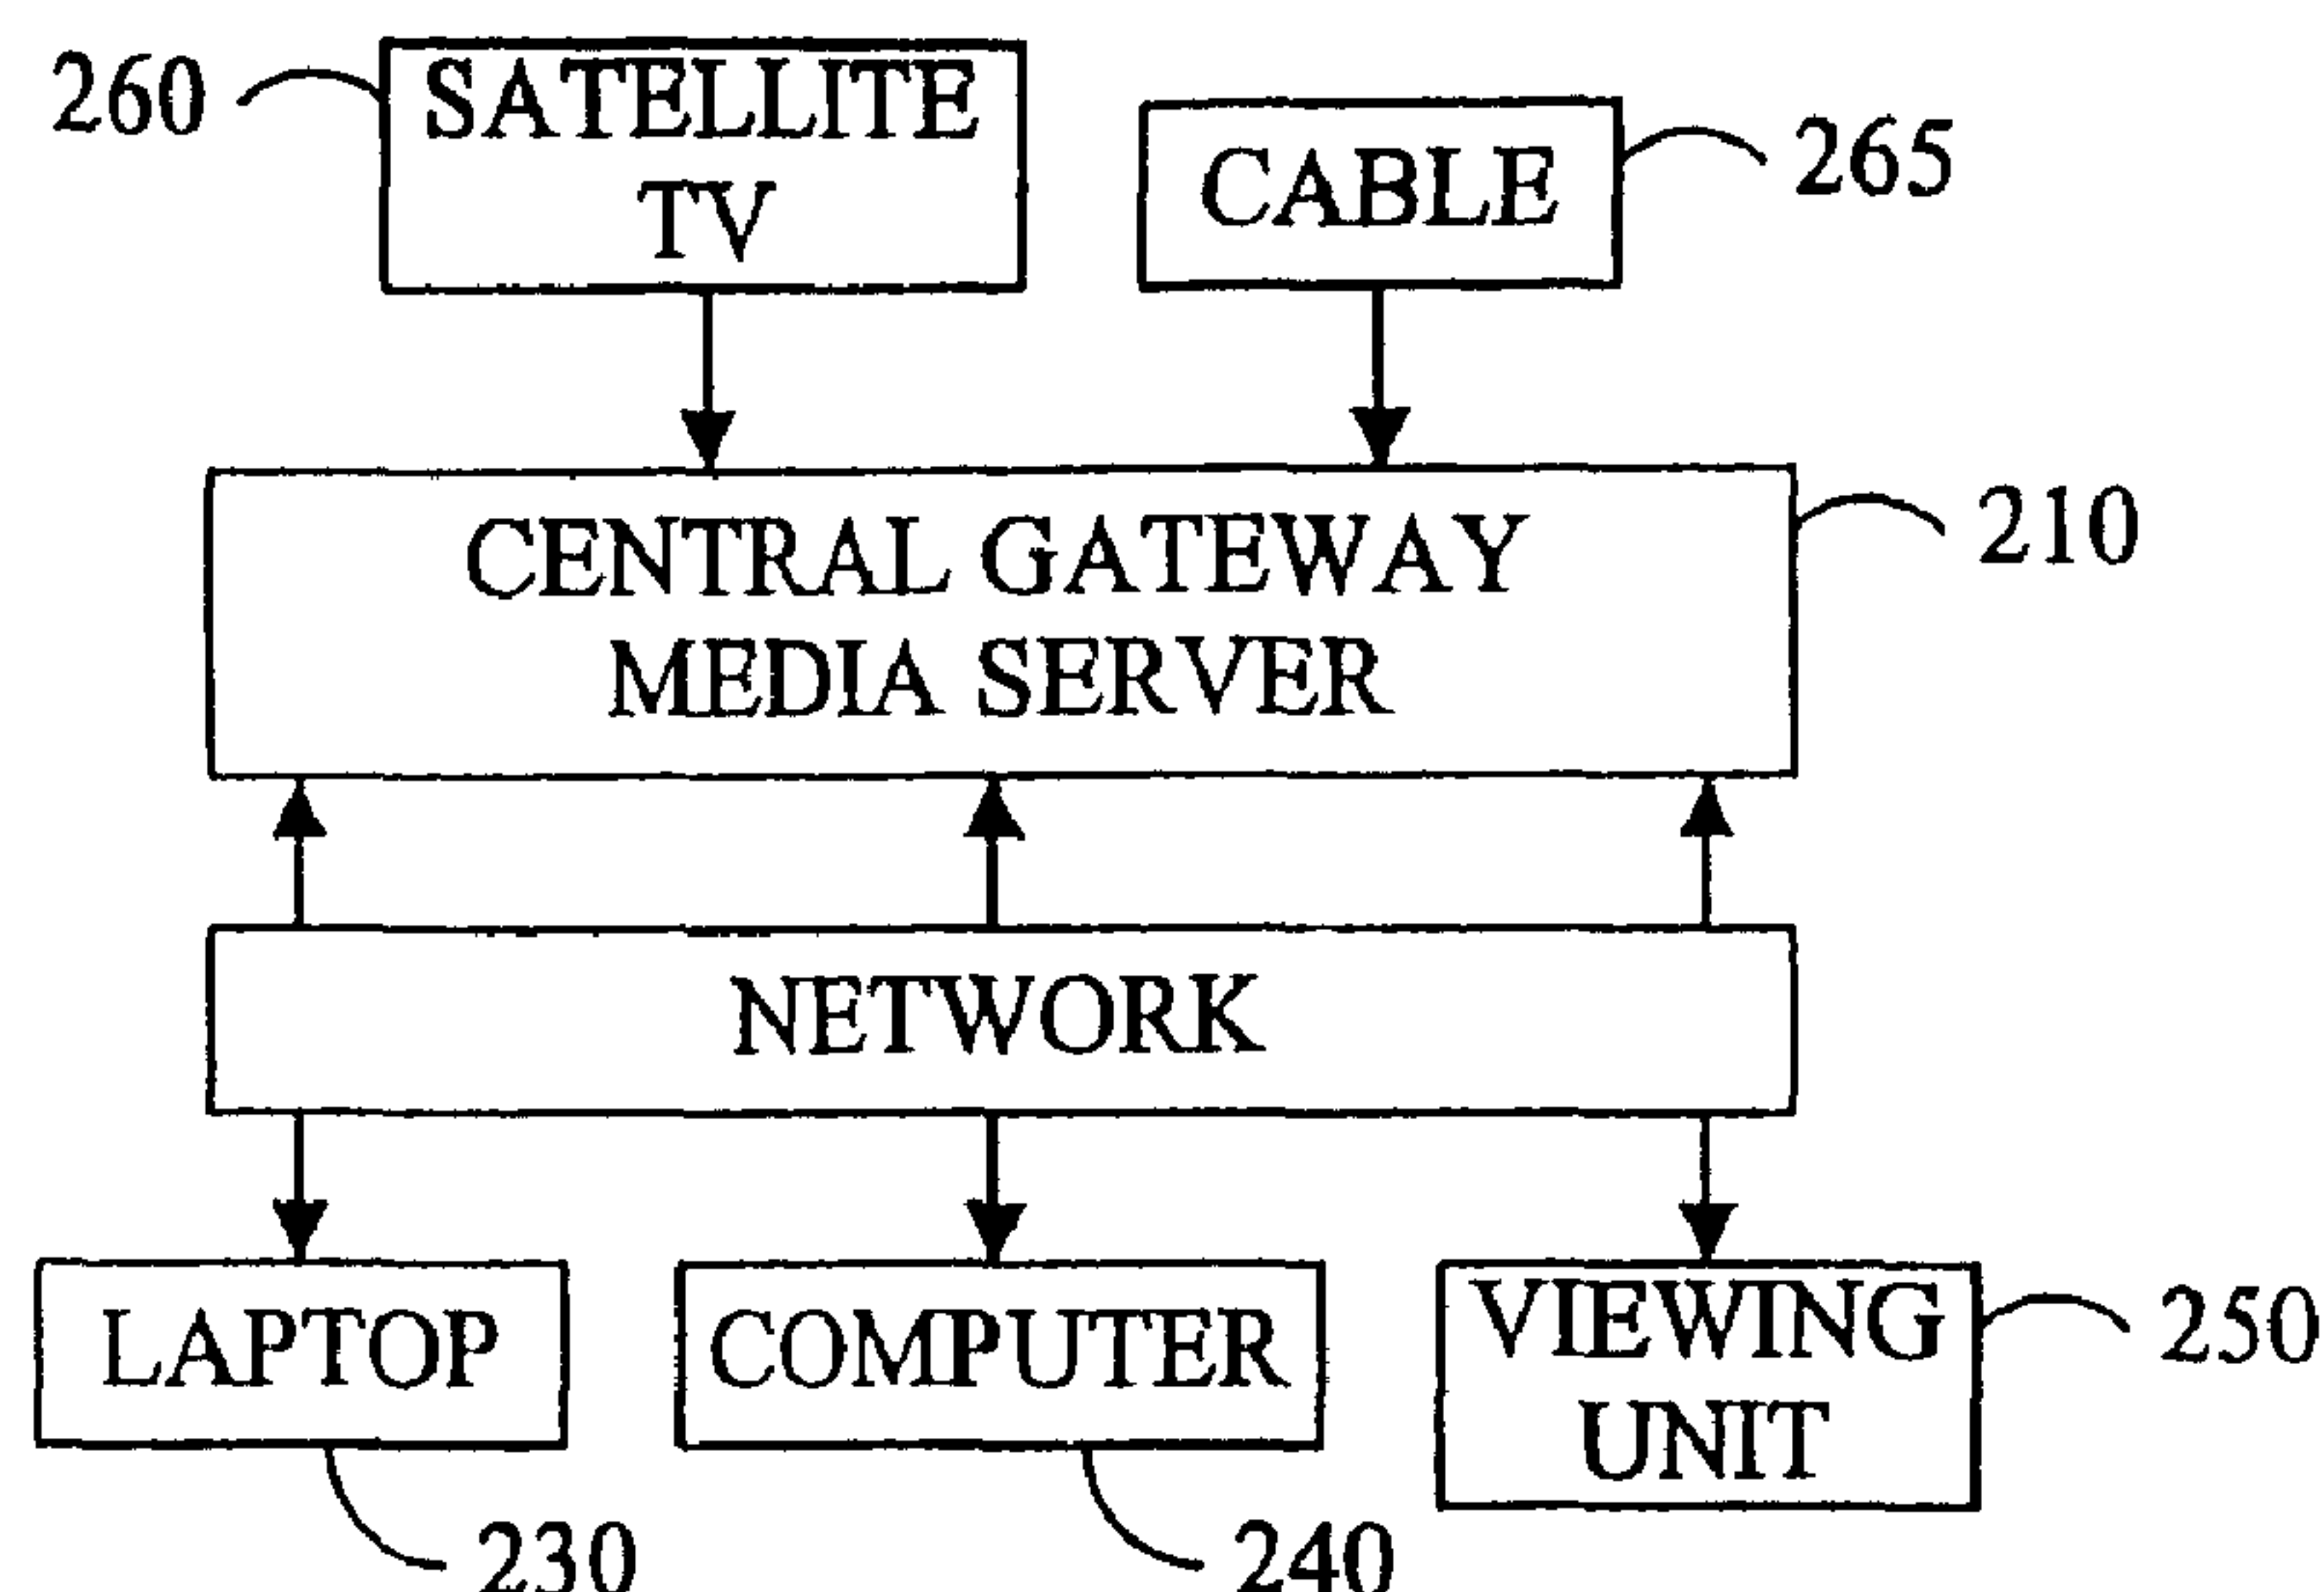 260
SATELLITE
TV
CABLE
265
CENTRAL GATEWAY
MEDIA SERVER
210
NETWORK
LAPTOP
COMPUTER
VIEWING
UNIT
250
230
240